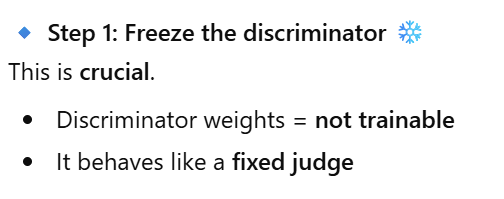 Step 1: Freeze the discriminator
This is crucial.
Discriminator weights = not trainable
It behaves like a fixed judge